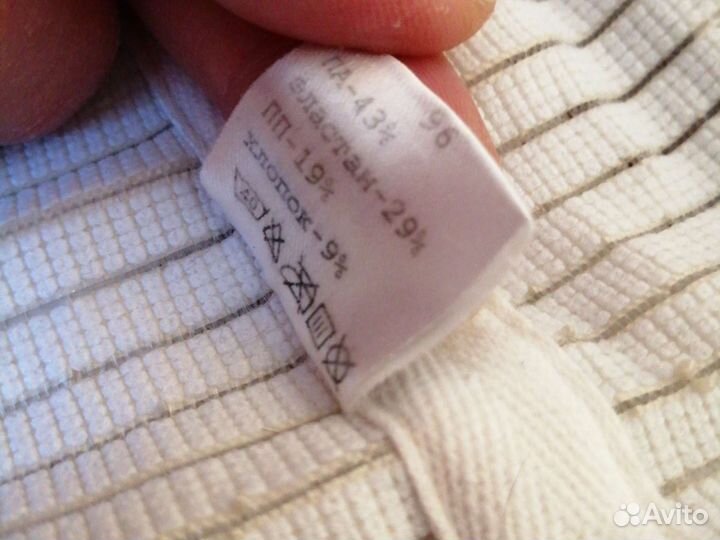 96
ПА-43%
эластан-29%
ПП-19%
хлопок-9%
40
Avito